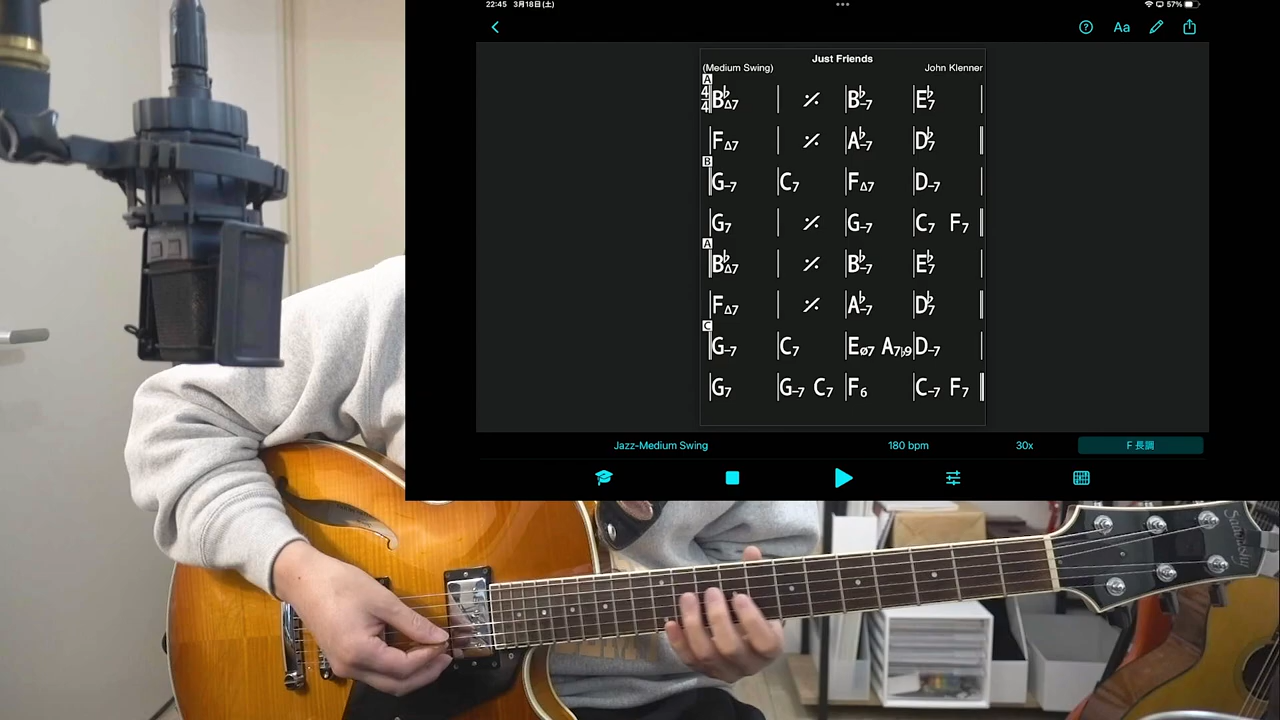 22:45 3月18日(土)
57%
Aa
Just Friends
(Medium Swing) John Klenner
A
4/4 B♭Δ7 | 𝄎 | B♭-7 | E♭7 |
| FΔ7 | 𝄎 | A♭-7 | D♭7 ‖
B
‖ G-7 | C7 | FΔ7 | D-7 |
| G7 | 𝄎 | G-7 | C7 F7 ‖
A
‖ B♭Δ7 | 𝄎 | B♭-7 | E♭7 |
| FΔ7 | 𝄎 | A♭-7 | D♭7 ‖
C
‖ G-7 | C7 | Eø7 A7♭9 | D-7 |
| G7 | G-7 C7 | F6 | C-7 F7 ‖
Jazz-Medium Swing 180 bpm 30x F 長調